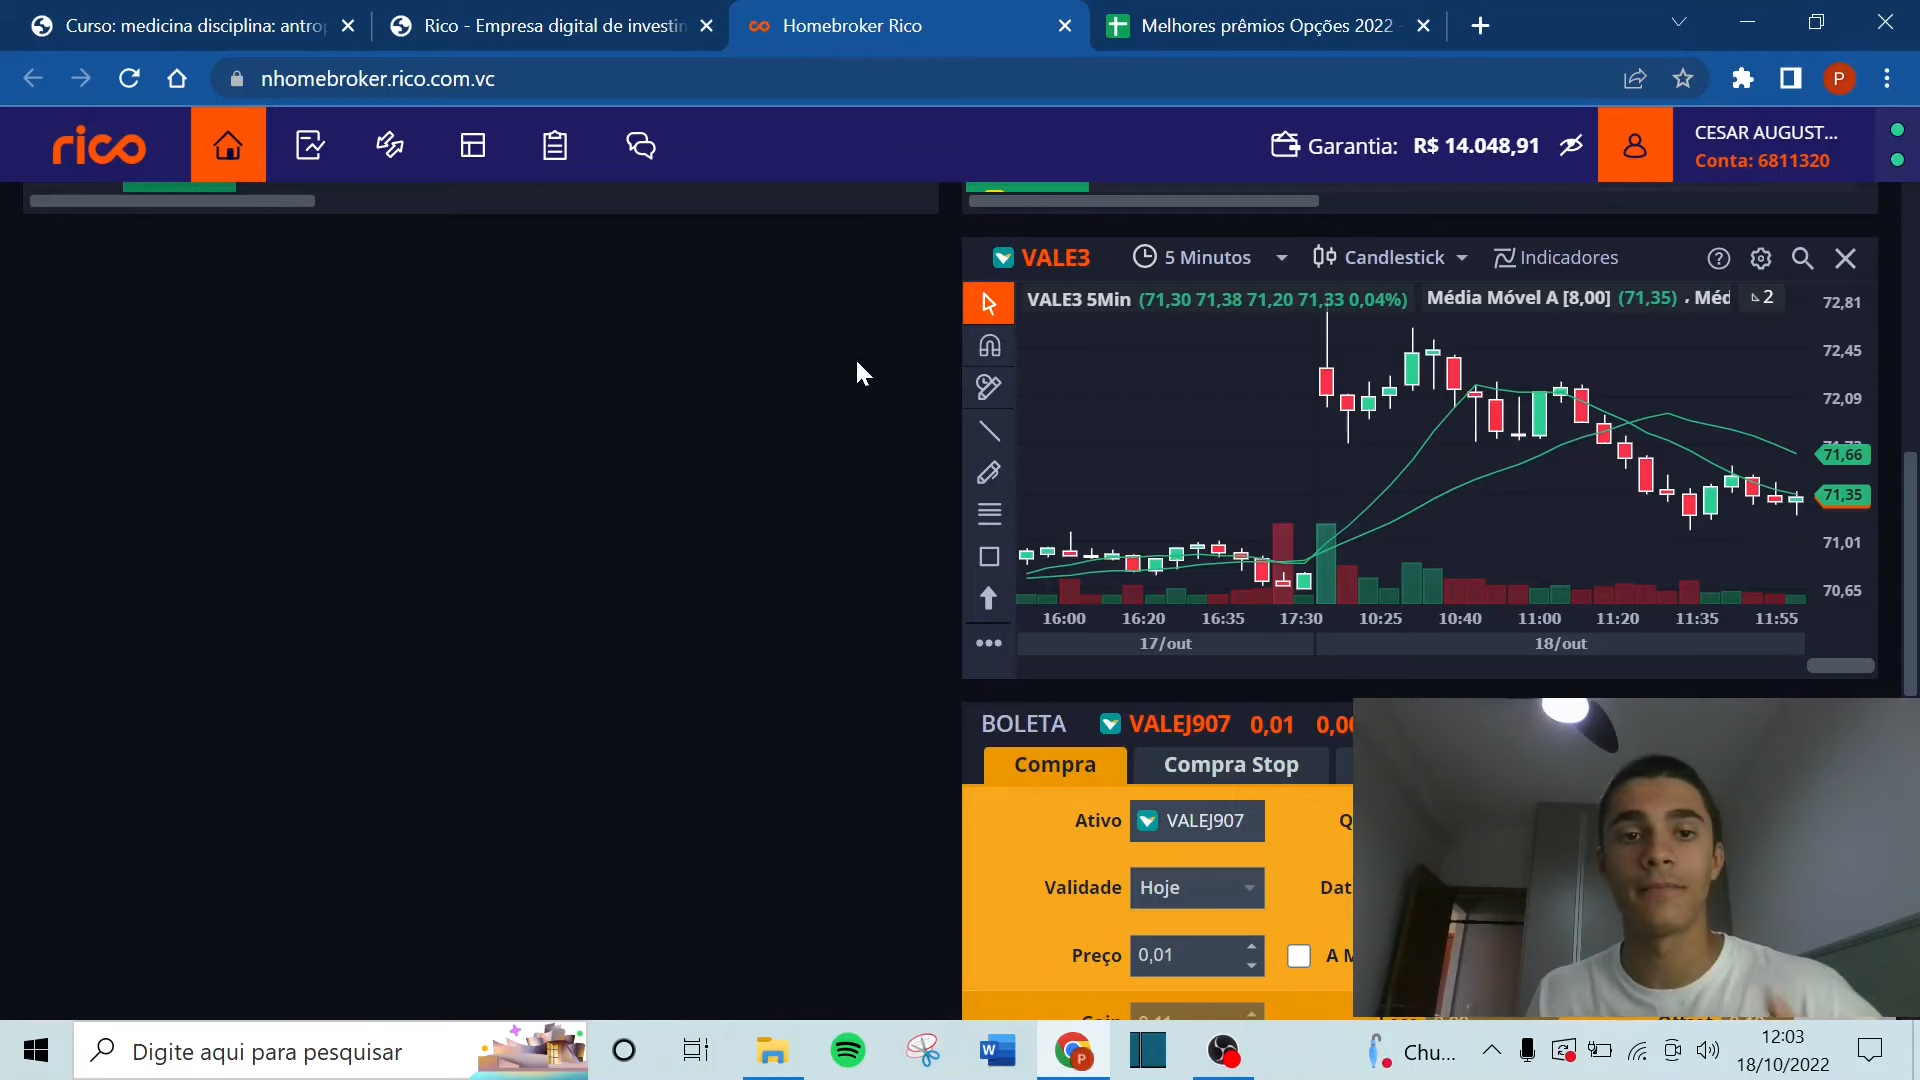 Curso: medicina disciplina: antrop
Rico - Empresa digital de investin
Homebroker Rico
Melhores prêmios Opções 2022 -
nhomebroker.rico.com.vc
P
rico
Garantia: R$ 14.048,91
CESAR AUGUST...
Conta: 6811320
VALE3
5 Minutos
Candlestick
Indicadores
VALE3 5Min (71,30 71,38 71,20 71,33 0,04%)
Média Móvel A [8,00] (71,35) , Méd
2
72,81
72,45
72,09
71,66
71,35
71,01
70,65
16:00 16:20 16:35 17:30 10:25 10:40 11:00 11:20 11:35 11:55
17/out 18/out
BOLETA
VALEJ907 0,01 0,00
Compra
Compra Stop
Ativo VALEJ907 Q
Validade Hoje Dat
Preço 0,01 A M
Digite aqui para pesquisar
Chu...
12:03
18/10/2022